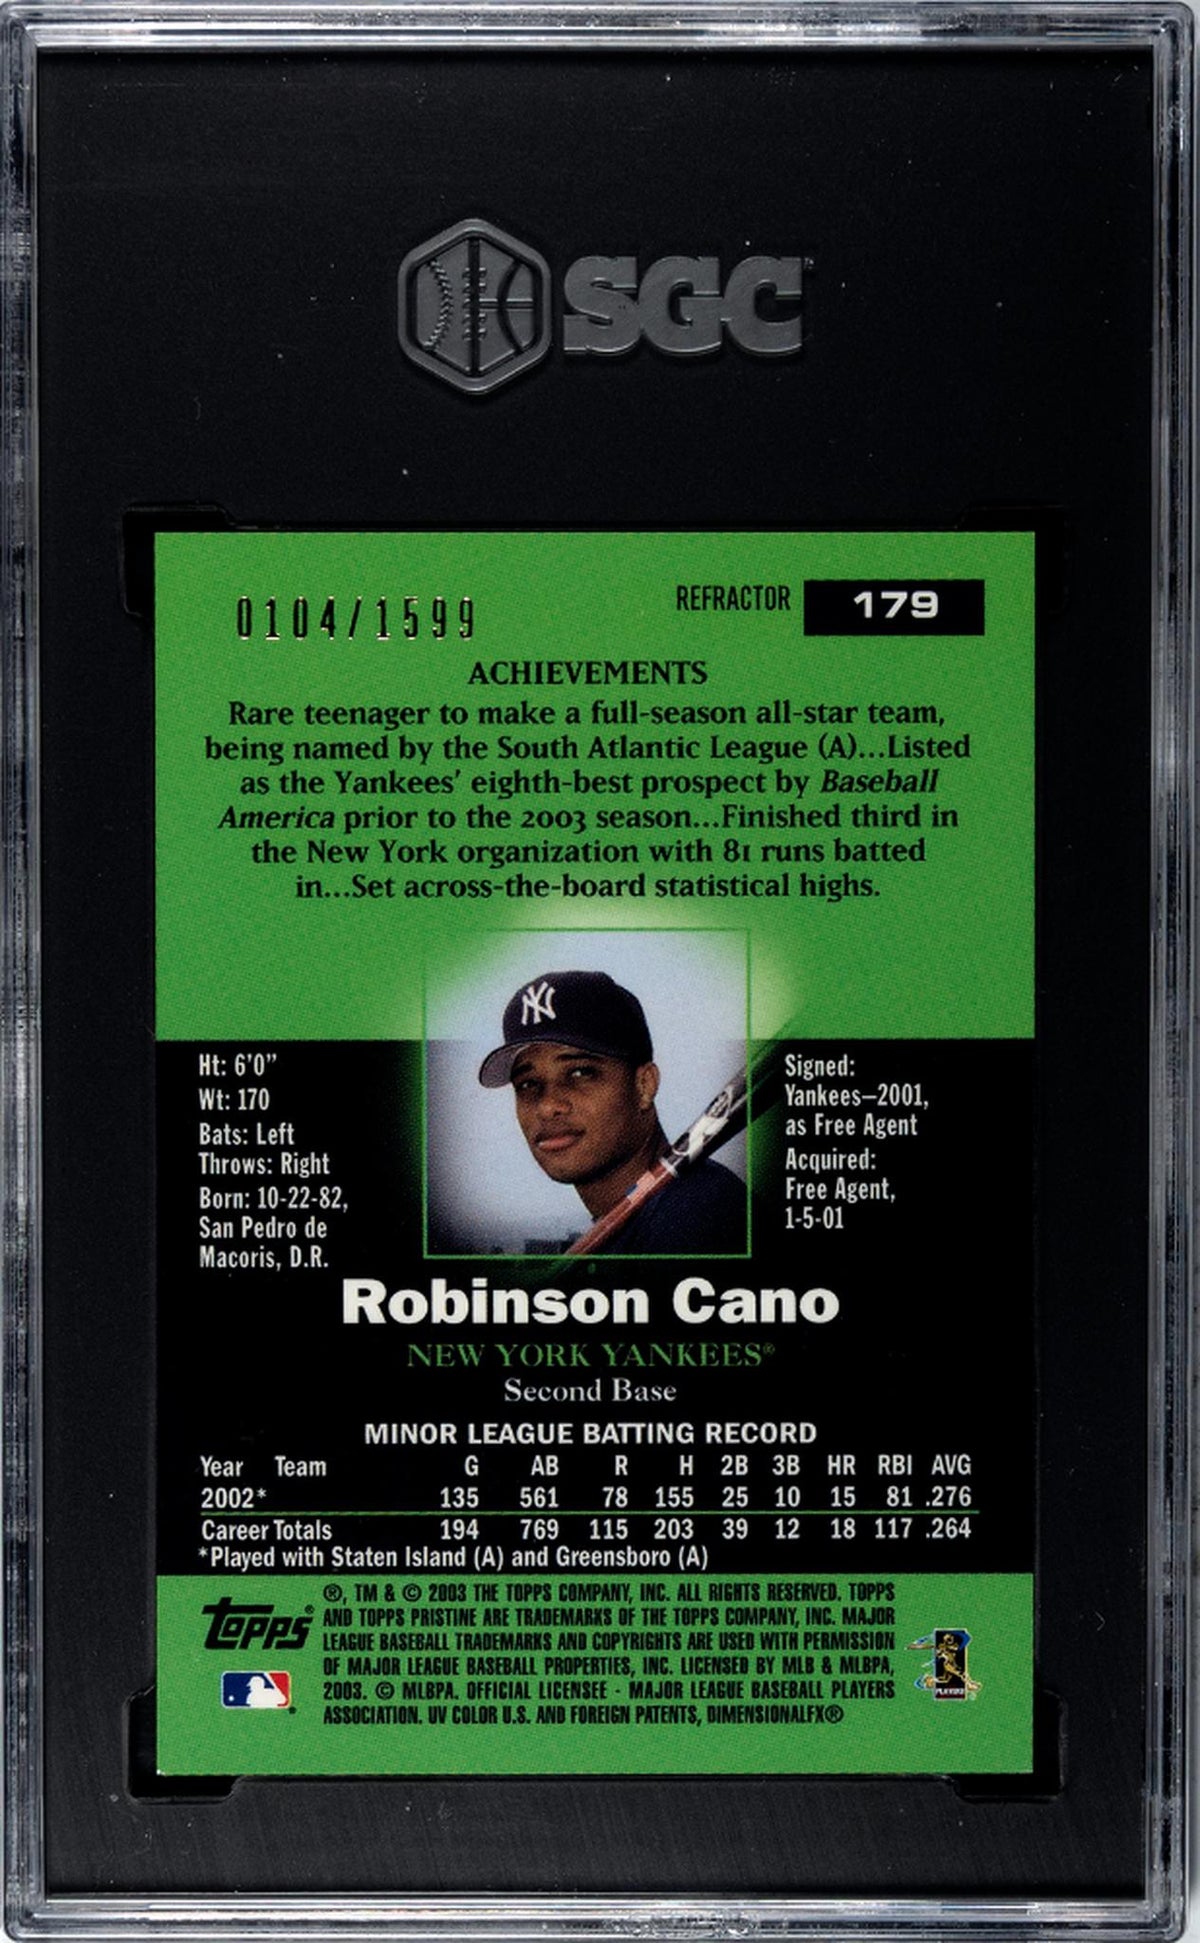 SGC
0104/1599
REFRACTOR 179
ACHIEVEMENTS
Rare teenager to make a full-season all-star team,
being named by the South Atlantic League (A)...Listed
as the Yankees' eighth-best prospect by Baseball
America prior to the 2003 season...Finished third in
the New York organization with 81 runs batted
in...Set across-the-board statistical highs.
NY
Ht: 6'0"
Wt: 170
Bats: Left
Throws: Right
Born: 10-22-82,
San Pedro de
Macoris, D.R.
Signed:
Yankees–2001,
as Free Agent
Acquired:
Free Agent,
1-5-01
Robinson Cano
NEW YORK YANKEES®
Second Base
MINOR LEAGUE BATTING RECORD
Year Team G AB R H 2B 3B HR RBI AVG
2002* 135 561 78 155 25 10 15 81 .276
Career Totals 194 769 115 203 39 12 18 117 .264
*Played with Staten Island (A) and Greensboro (A)
Topps®
®, TM & © 2003 THE TOPPS COMPANY, INC. ALL RIGHTS RESERVED. TOPPS
AND TOPPS PRISTINE ARE TRADEMARKS OF THE TOPPS COMPANY, INC. MAJOR
LEAGUE BASEBALL TRADEMARKS AND COPYRIGHTS ARE USED WITH PERMISSION
OF MAJOR LEAGUE BASEBALL PROPERTIES, INC. LICENSED BY MLB & MLBPA,
2003. © MLBPA. OFFICIAL LICENSEE - MAJOR LEAGUE BASEBALL PLAYERS
ASSOCIATION. UV COLOR U.S. AND FOREIGN PATENTS, DIMENSIONALFX®
PLAYERS